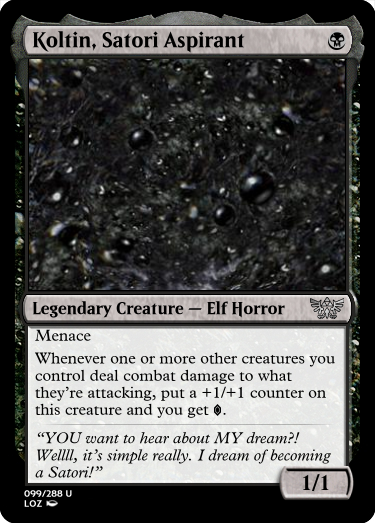 Koltin, Satori Aspirant
Legendary Creature — Elf Horror
Menace
Whenever one or more other creatures you
control deal combat damage to what
they're attacking, put a +1/+1 counter on
this creature and you get .
“YOU want to hear about MY dream?!
Wellll, it's simple really. I dream of becoming
a Satori!”
1/1
099/288 U
LOZ